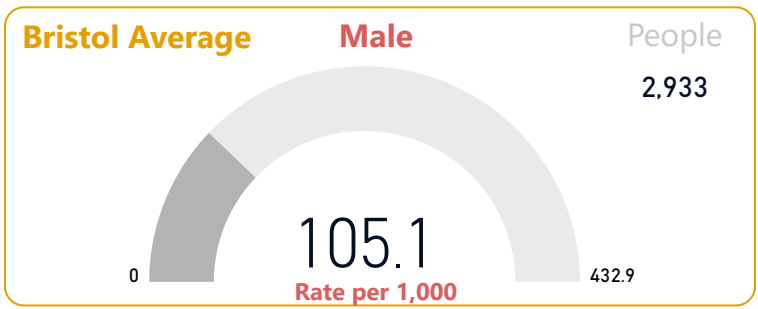 Bristol Average
Male
People
2,933
105.1
0
432.9
Rate per 1,000